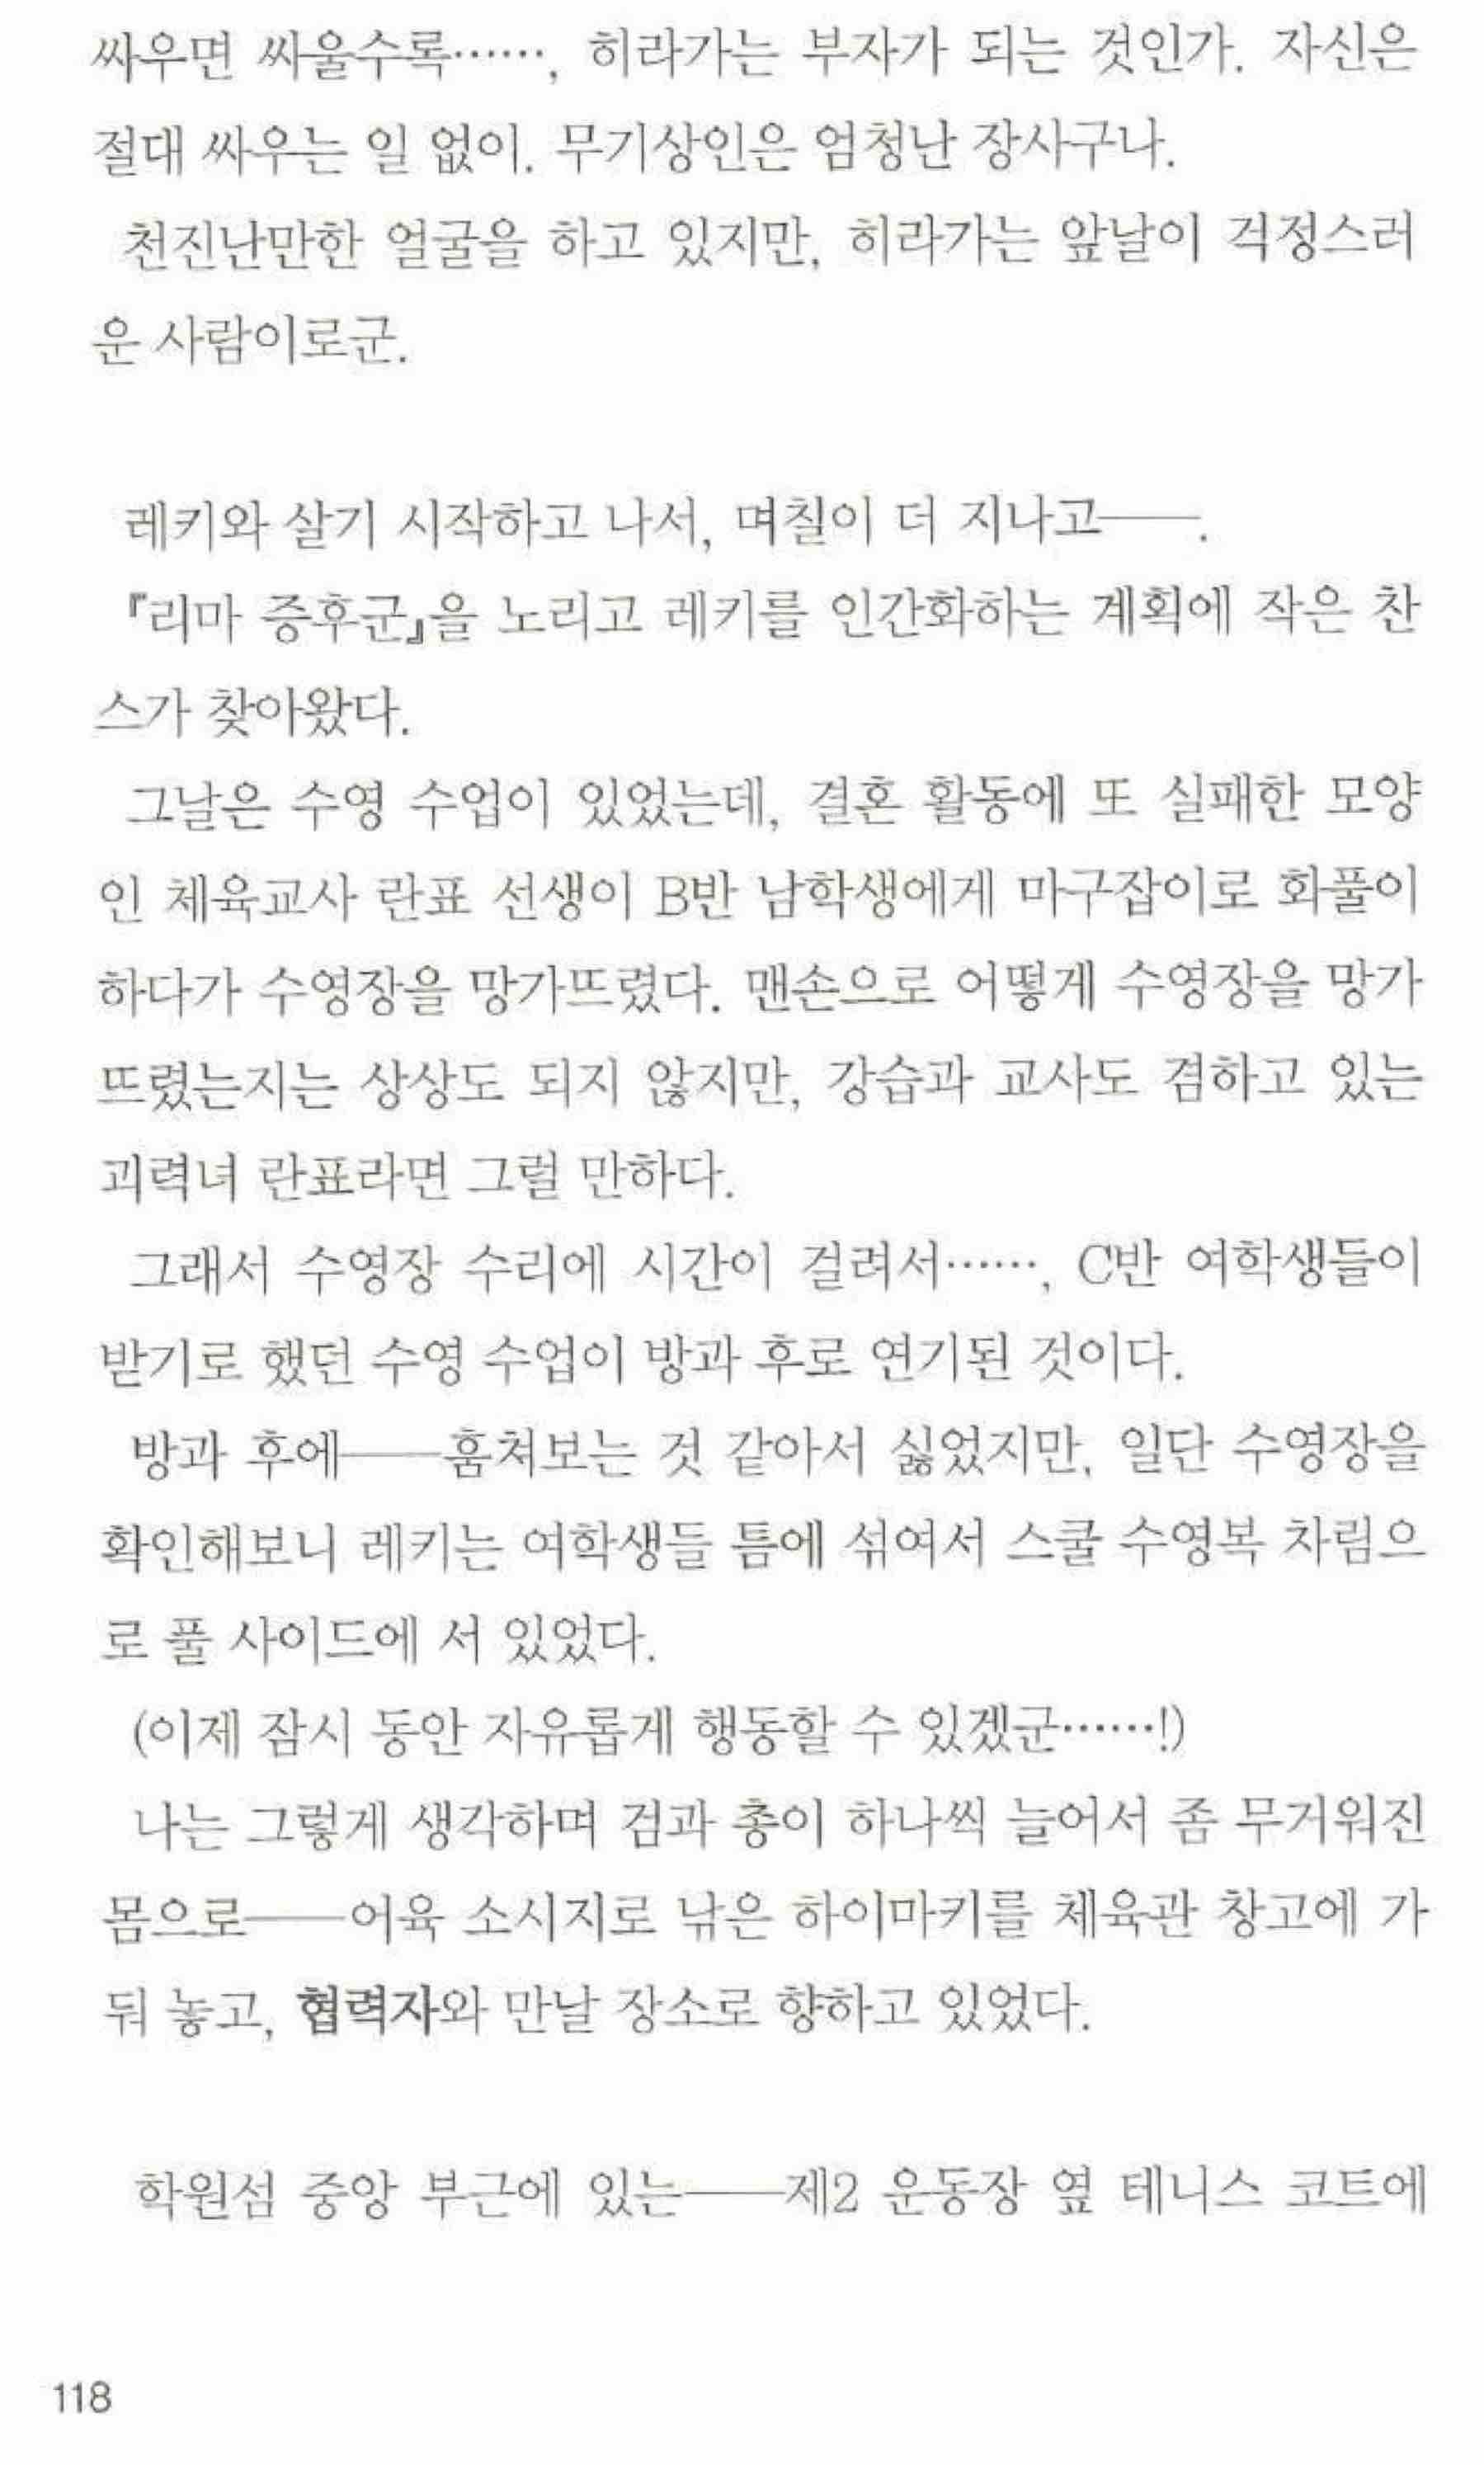 싸우면 싸울수록……, 히라가는 부자가 되는 것인가. 자신은
절대 싸우는 일 없이. 무기상인은 엄청난 장사구나.
천진난만한 얼굴을 하고 있지만, 히라가는 앞날이 걱정스러
운 사람이로군.
레키와 살기 시작하고 나서, 며칠이 더 지나고――.
『리마 증후군』을 노리고 레키를 인간화하는 계획에 작은 찬
스가 찾아왔다.
그날은 수영 수업이 있었는데, 결혼 활동에 또 실패한 모양
인 체육교사 란표 선생이 B반 남학생에게 마구잡이로 화풀이
하다가 수영장을 망가뜨렸다. 맨손으로 어떻게 수영장을 망가
뜨렸는지는 상상도 되지 않지만, 강습과 교사도 겸하고 있는
괴력녀 란표라면 그럴 만하다.
그래서 수영장 수리에 시간이 걸려서……, C반 여학생들이
받기로 했던 수영 수업이 방과 후로 연기된 것이다.
방과 후에――훔쳐보는 것 같아서 싫었지만, 일단 수영장을
확인해보니 레키는 여학생들 틈에 섞여서 스쿨 수영복 차림으
로 풀 사이드에 서 있었다.
(이제 잠시 동안 자유롭게 행동할 수 있겠군……!)
나는 그렇게 생각하며 검과 총이 하나씩 늘어서 좀 무거워진
몸으로――어육 소시지로 낚은 하이마키를 체육관 창고에 가
둬 놓고, 협력자와 만날 장소로 향하고 있었다.
학원섬 중앙 부근에 있는――제2 운동장 옆 테니스 코트에
118